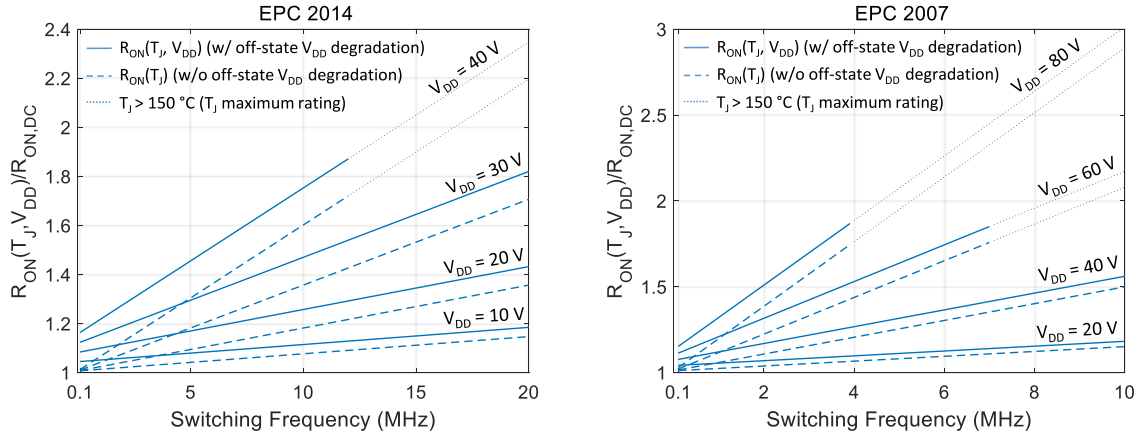 EPC 2014
R_ON(T_J, V_DD)/R_ON,DC
2.4
2.2
2
1.8
1.6
1.4
1.2
1
R_ON(T_J, V_DD) (w/ off-state V_DD degradation)
R_ON(T_J) (w/o off-state V_DD degradation)
T_J > 150 °C (T_J maximum rating)
V_DD = 40 V
V_DD = 30 V
V_DD = 20 V
V_DD = 10 V
0.1 5 10 15 20
Switching Frequency (MHz)
EPC 2007
R_ON(T_J, V_DD)/R_ON,DC
3
2.5
2
1.5
1
R_ON(T_J, V_DD) (w/ off-state V_DD degradation)
R_ON(T_J) (w/o off-state V_DD degradation)
T_J > 150 °C (T_J maximum rating)
V_DD = 80 V
V_DD = 60 V
V_DD = 40 V
V_DD = 20 V
0.1 2 4 6 8 10
Switching Frequency (MHz)